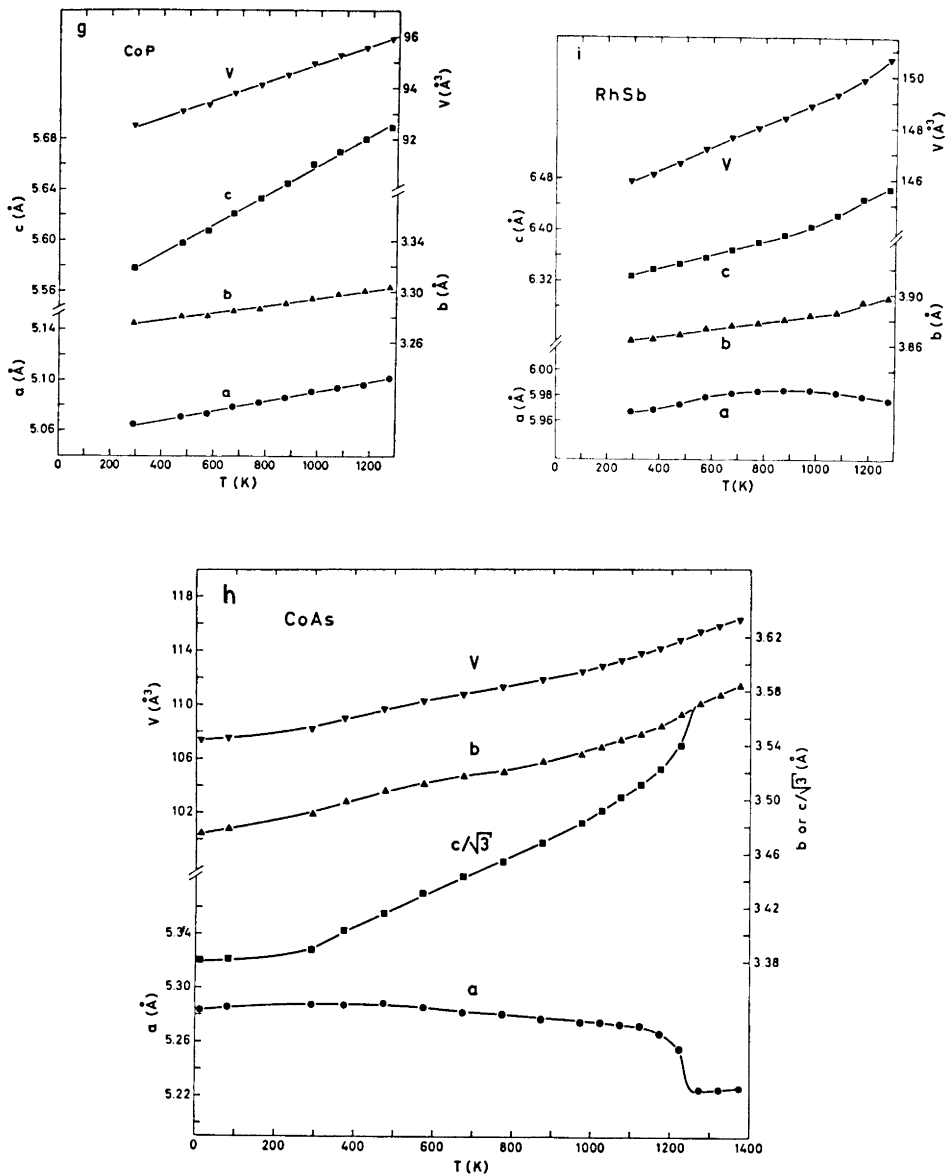 g
CoP
V
c
b
a
c (Å)
5.68
5.64
5.60
5.56
a (Å)
5.14
5.10
5.06
V (Å³)
96
94
92
b (Å)
3.34
3.30
3.26
0 200 400 600 800 1000 1200
T (K)
i
RhSb
V
c
b
a
c (Å)
6.48
6.40
6.32
a (Å)
6.00
5.98
5.96
V (Å³)
150
148
146
b (Å)
3.90
3.86
0 200 400 600 800 1000 1200
T (K)
h
CoAs
V
b
c/√3
a
V (Å³)
118
114
110
106
102
a (Å)
5.34
5.30
5.26
5.22
b or c/√3 (Å)
3.62
3.58
3.54
3.50
3.46
3.42
3.38
0 200 400 600 800 1000 1200 1400
T (K)